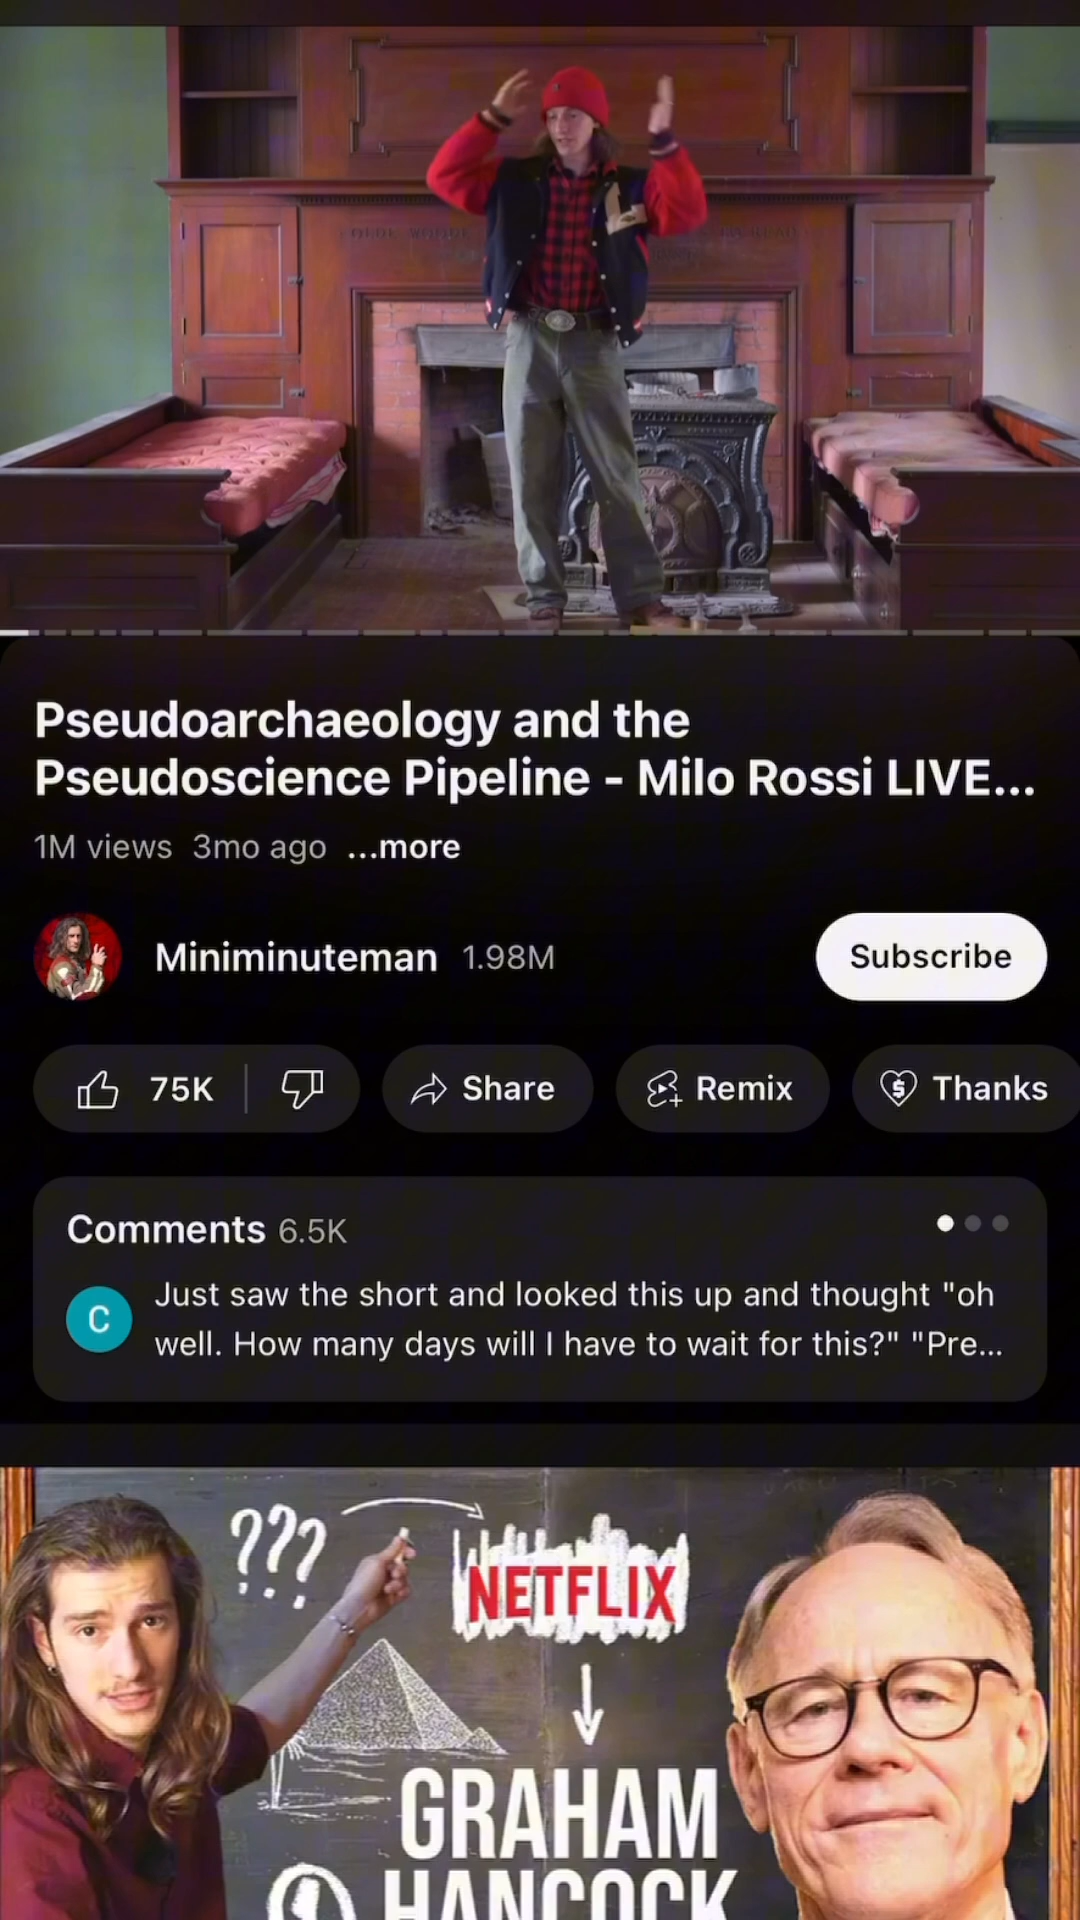 Pseudoarchaeology and the
Pseudoscience Pipeline - Milo Rossi LIVE...
1M views 3mo ago ...more
Miniminuteman 1.98M
Subscribe
75K
Share
Remix
Thanks
Comments 6.5K
C
Just saw the short and looked this up and thought "oh
well. How many days will I have to wait for this?" "Pre...
???
NETFLIX
GRAHAM
HANCOCK